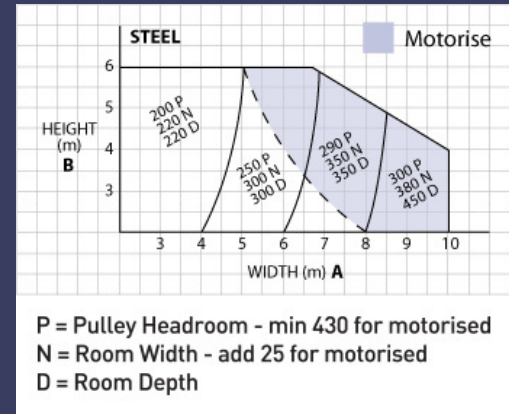 STEEL
Motorise
6
5
4
3
HEIGHT
(m)
B
200 P
220 N
220 D
250 P
300 N
300 D
290 P
350 N
350 D
300 P
380 N
450 D
3 4 5 6 7 8 9 10
WIDTH (m) A
P = Pulley Headroom - min 430 for motorised
N = Room Width - add 25 for motorised
D = Room Depth